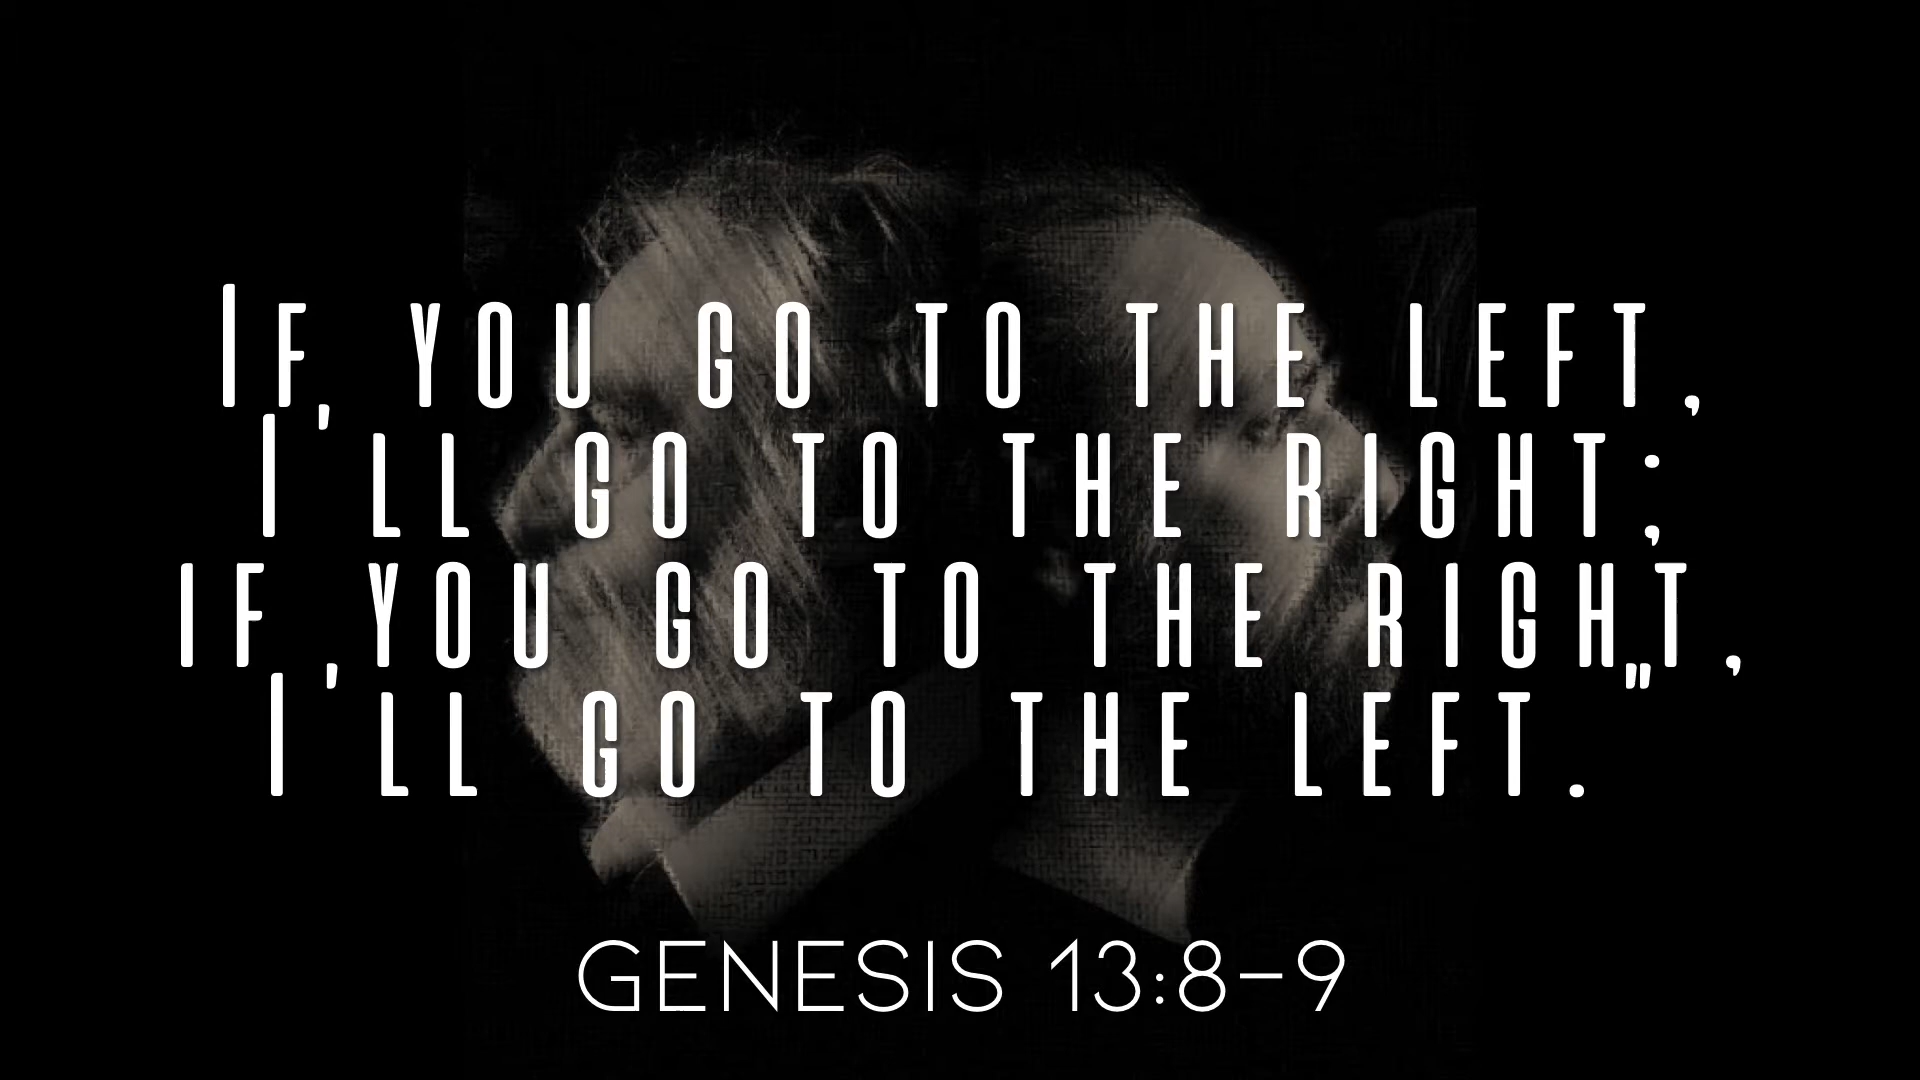 If you go to the left,
I'll go to the right;
if you go to the right,
I'll go to the left."
GENESIS 13:8-9